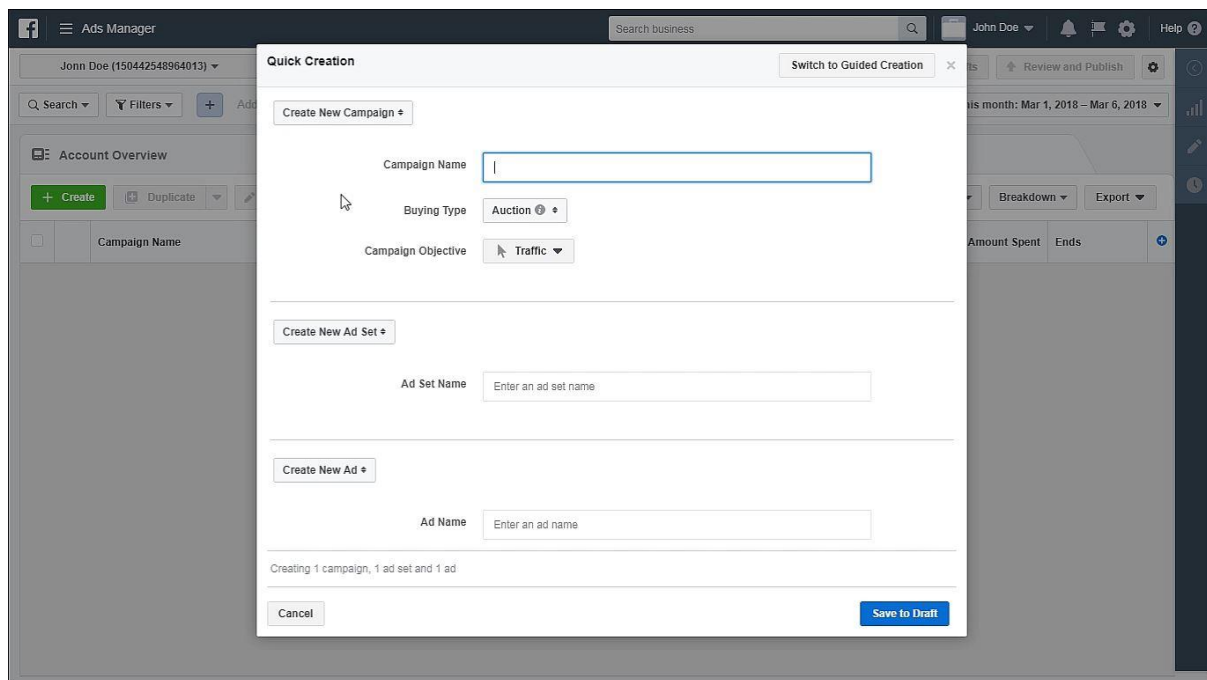 f Ads Manager Search business John Doe Help
Jonn Doe (150442548964013) Review and Publish
Search Filters + Add his month: Mar 1, 2018 – Mar 6, 2018
Account Overview
+ Create Duplicate Breakdown Export
Campaign Name Amount Spent Ends
Quick Creation Switch to Guided Creation
Create New Campaign
Campaign Name
Buying Type Auction
Campaign Objective Traffic
Create New Ad Set
Ad Set Name Enter an ad set name
Create New Ad
Ad Name Enter an ad name
Creating 1 campaign, 1 ad set and 1 ad
Cancel Save to Draft